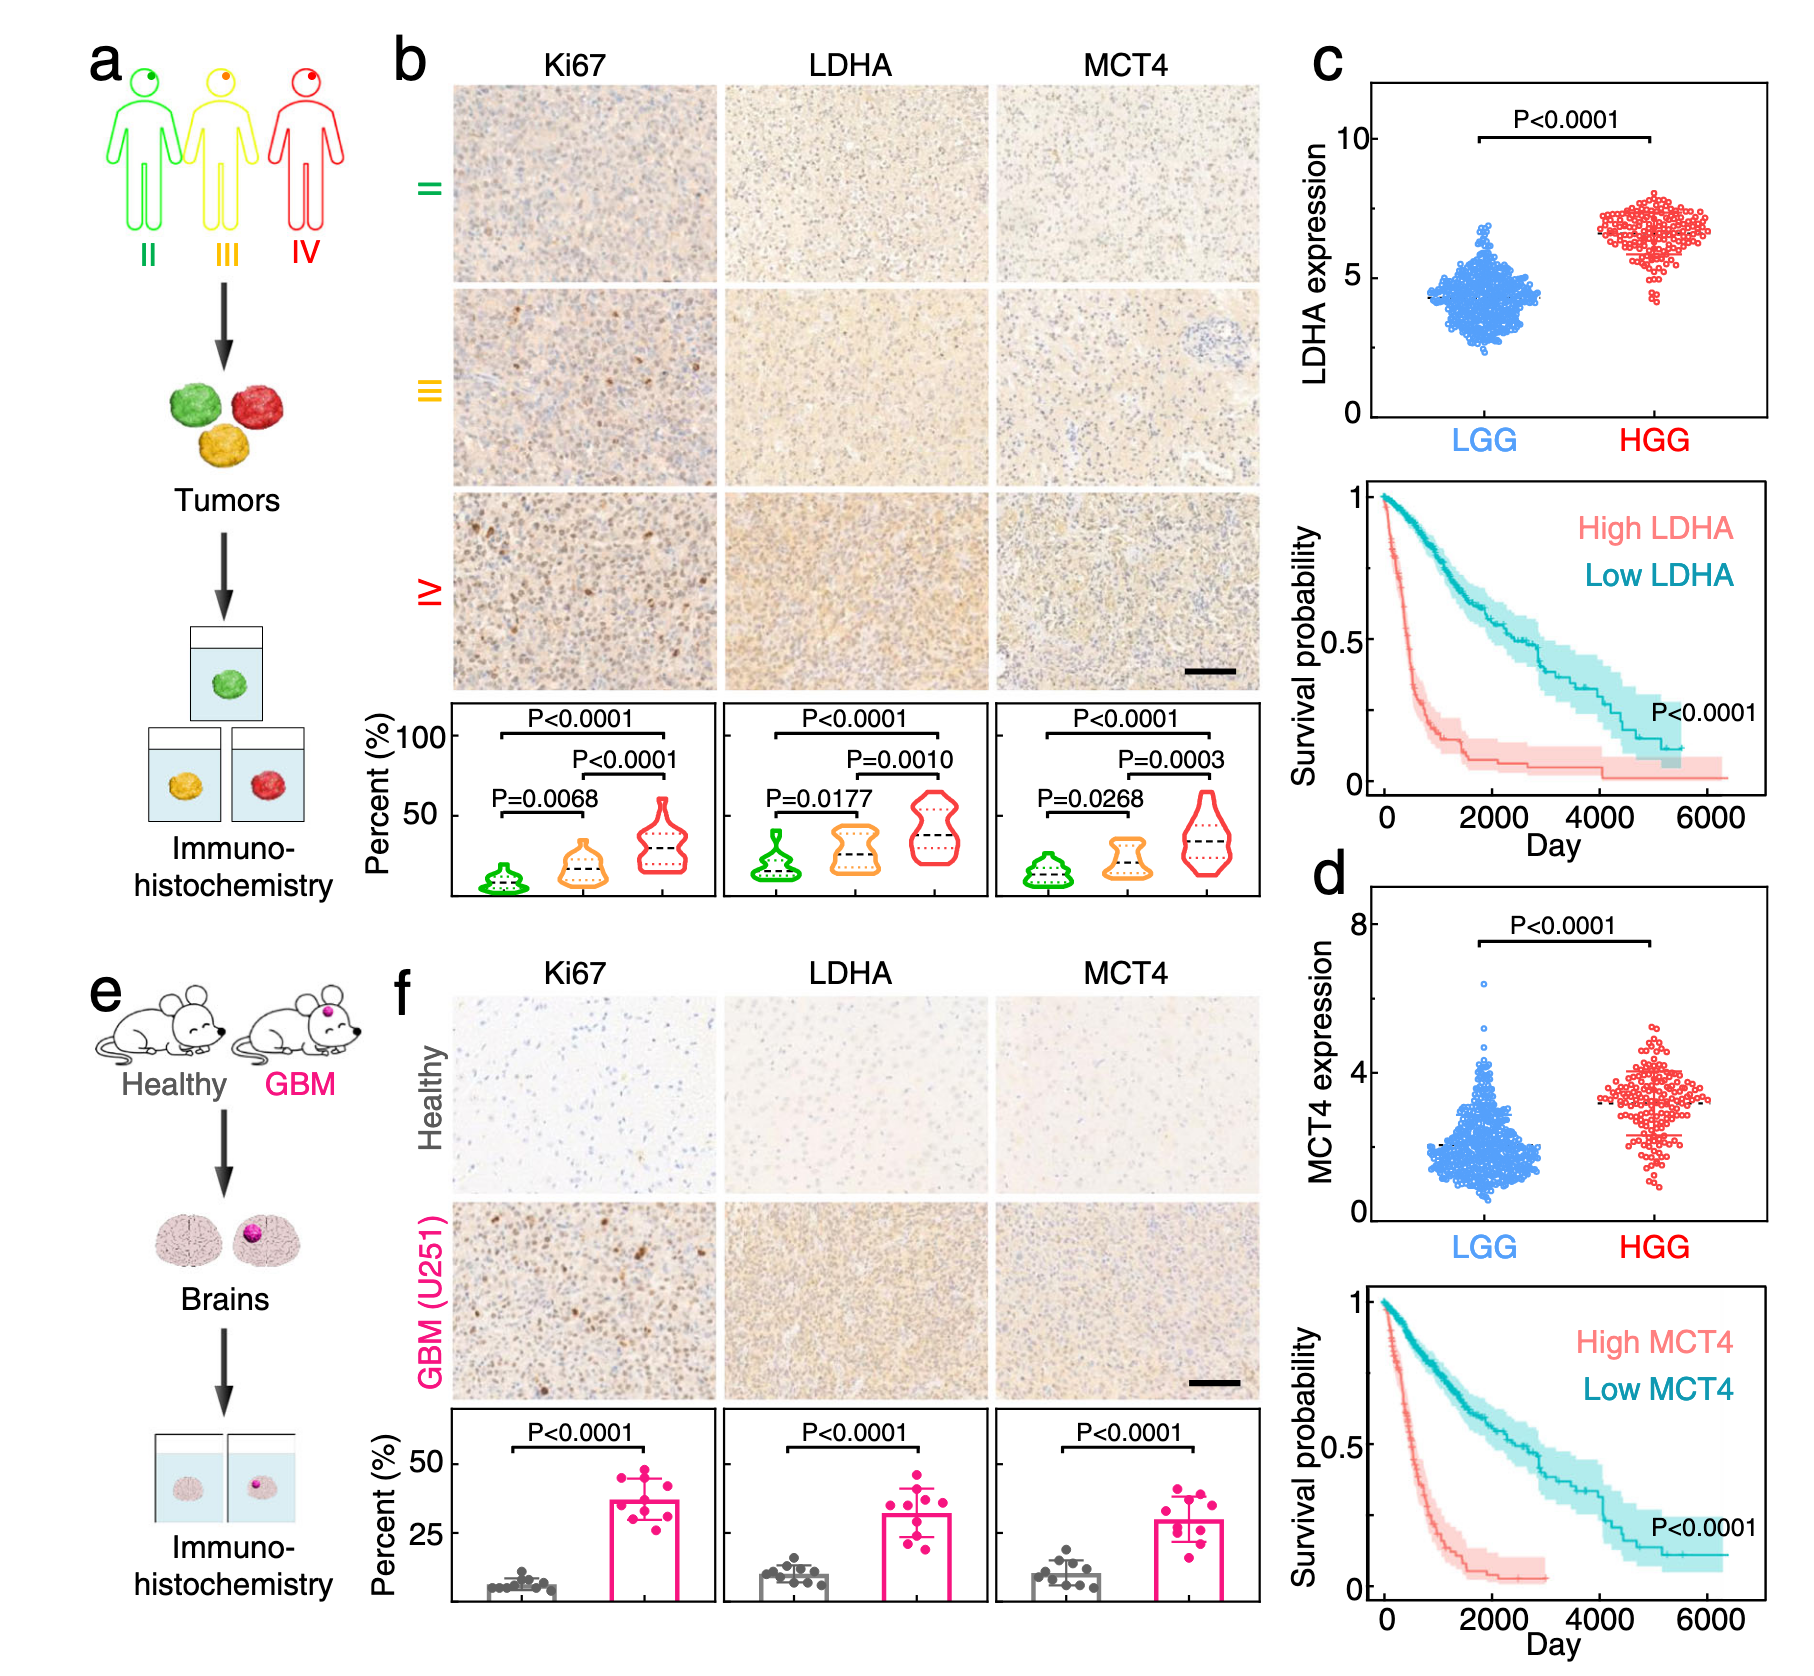 a
II
III
IV
Tumors
Immuno-
histochemistry
b
Ki67
LDHA
MCT4
II
III
IV
Percent (%)
100
50
P<0.0001
P<0.0001
P=0.0068
P<0.0001
P=0.0010
P=0.0177
P<0.0001
P=0.0003
P=0.0268
c
LDHA expression
10
5
0
P<0.0001
LGG
HGG
Survival probability
1
0.5
0
High LDHA
Low LDHA
P<0.0001
0
2000
4000
6000
Day
d
MCT4 expression
8
4
0
P<0.0001
LGG
HGG
Survival probability
1
0.5
0
High MCT4
Low MCT4
P<0.0001
0
2000
4000
6000
Day
e
Healthy
GBM
Brains
Immuno-
histochemistry
f
Ki67
LDHA
MCT4
Healthy
GBM (U251)
Percent (%)
50
25
P<0.0001
P<0.0001
P<0.0001